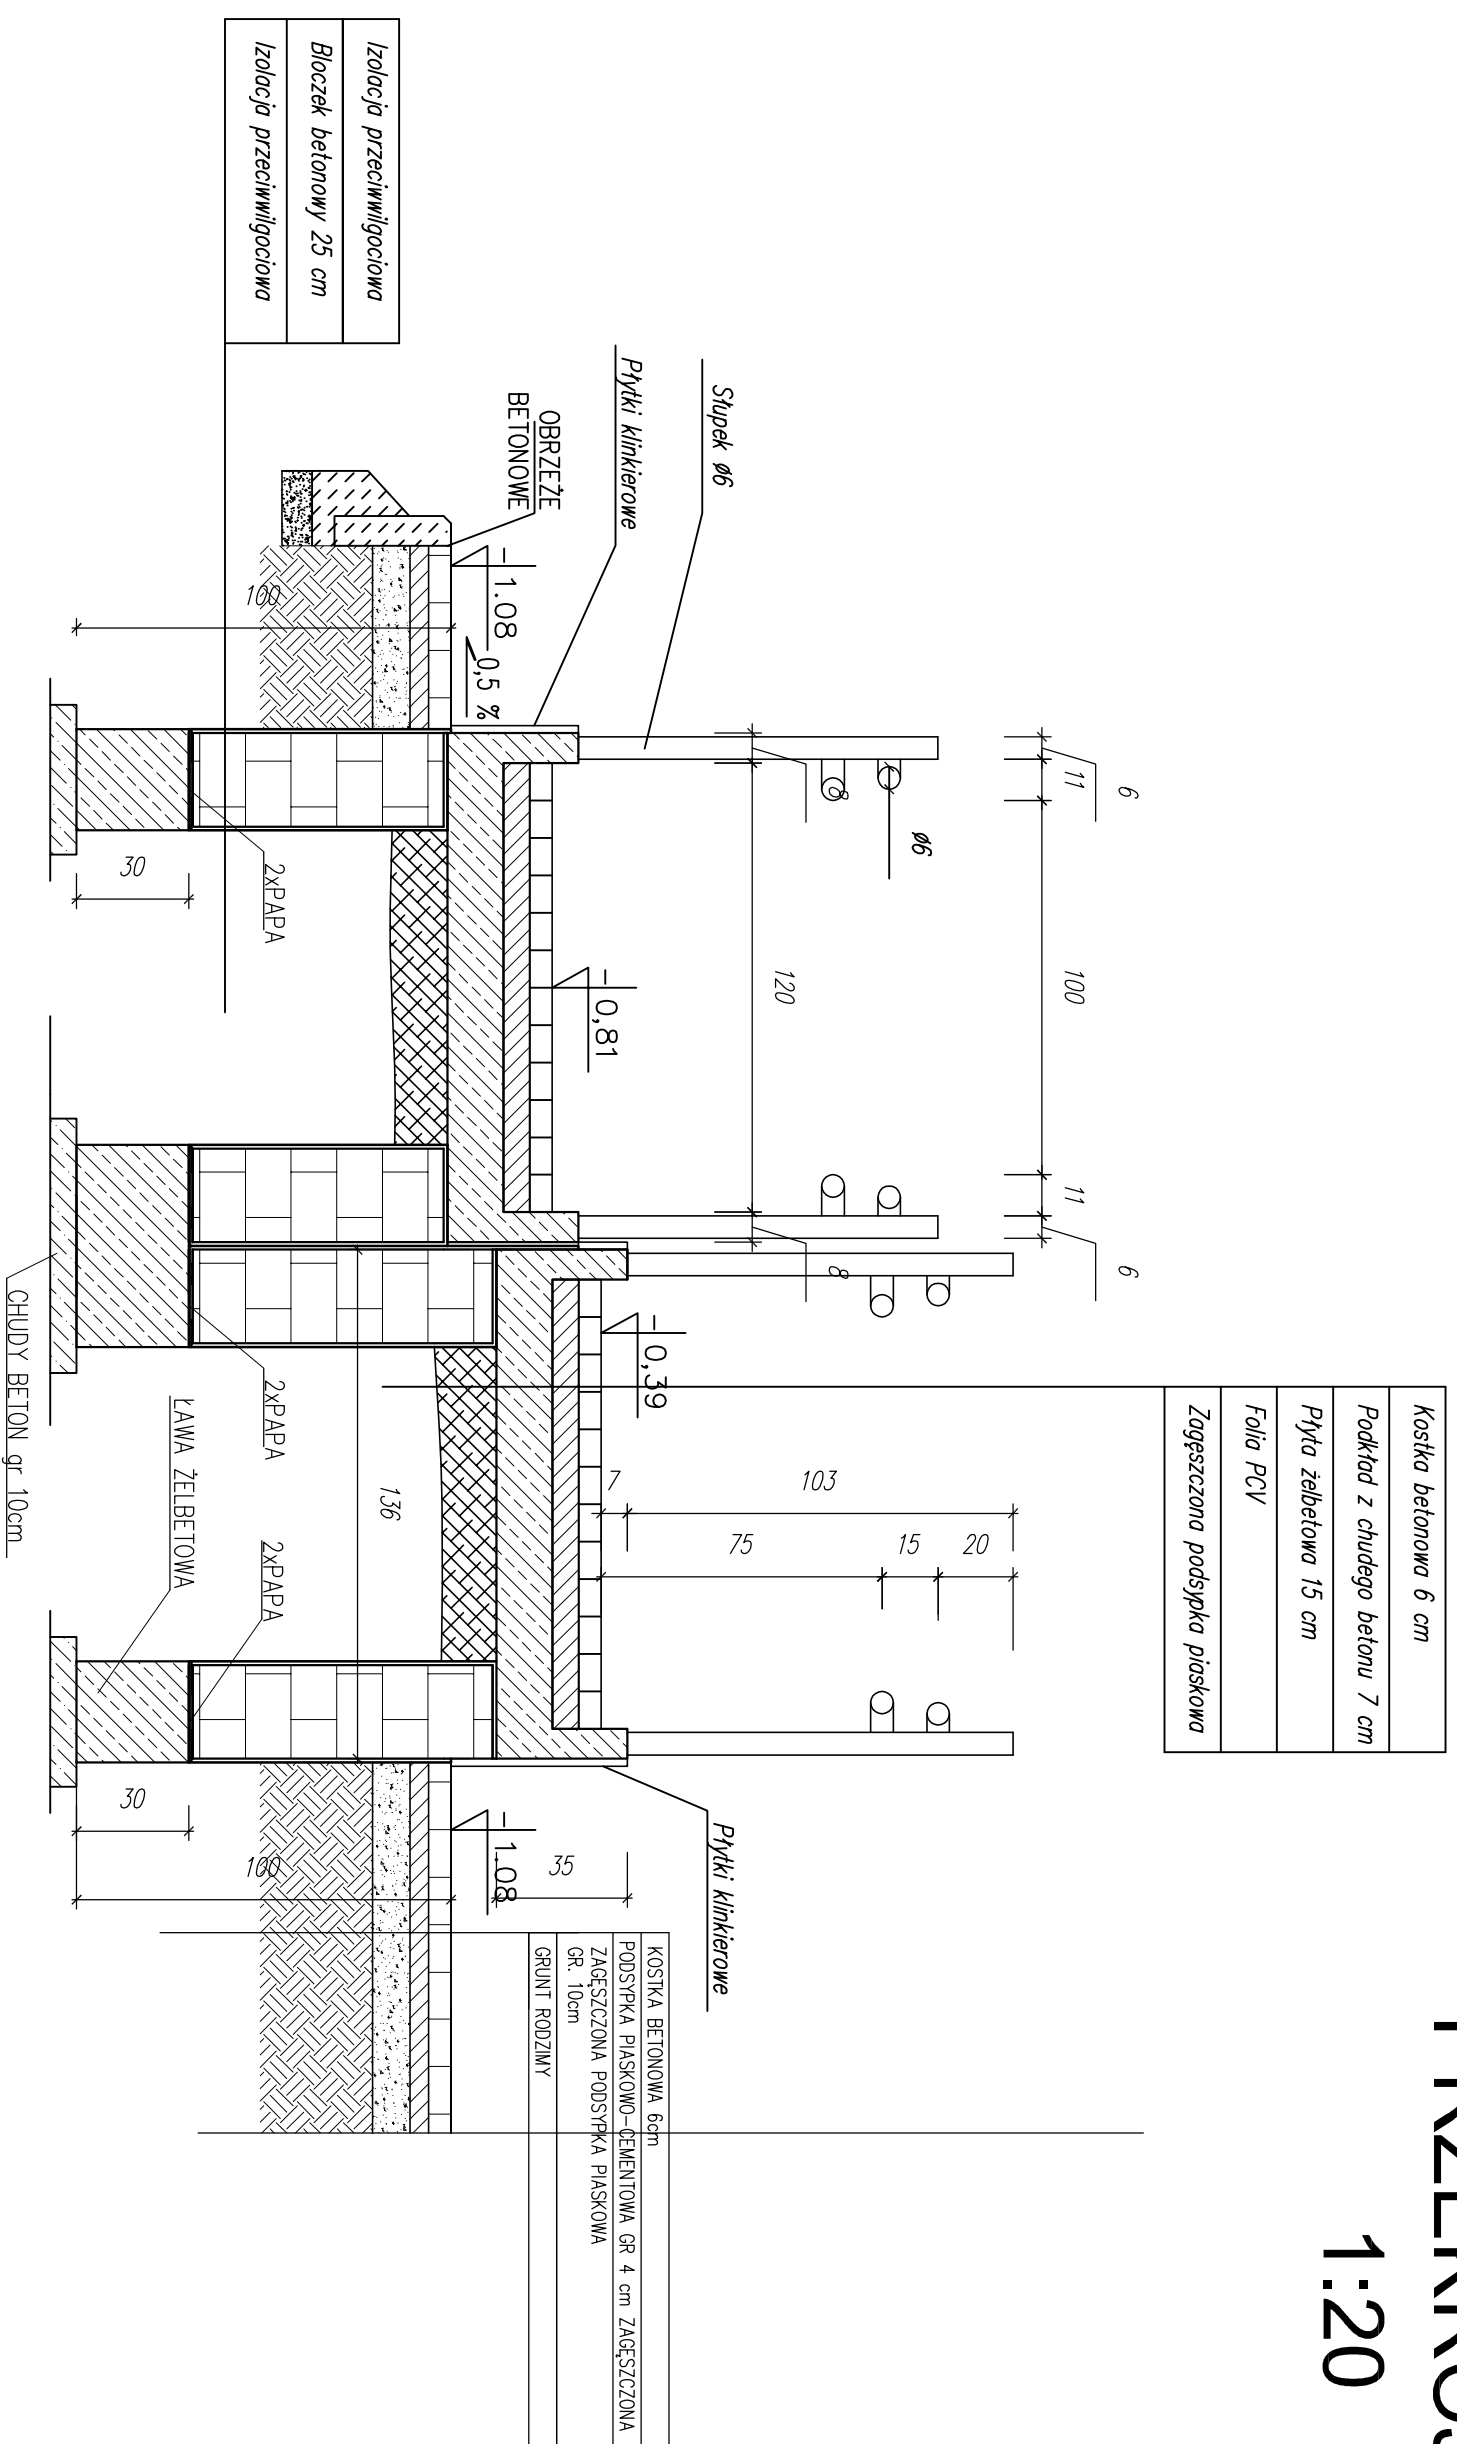 1:20
Kostka betonowa 6 cm
Podkład z chudego betonu 7 cm
Płyta żelbetowa 15 cm
Folia PCV
Zagęszczona podsypka piaskowa
6
6
11
100
11
ø6
8
120
8
Słupek ø6
Płytki klinkierowe
OBRZEŻE
BETONOWE
-1.08
0,5 %
-0,81
-0,39
7
103
75
15
20
Płytki klinkierowe
-1.08
35
KOSTKA BETONOWA 6cm
PODSYPKA PIASKOWO-CEMENTOWA GR 4 cm ZAGĘSZCZONA
ZAGĘSZCZONA PODSYPKA PIASKOWA
GR. 10cm
GRUNT RODZIMY
Izolacja przeciwwilgociowa
Bloczek betonowy 25 cm
Izolacja przeciwwilgociowa
100
30
2xPAPA
136
2xPAPA
2xPAPA
ŁAWA ŻELBETOWA
30
100
CHUDY BETON gr 10cm